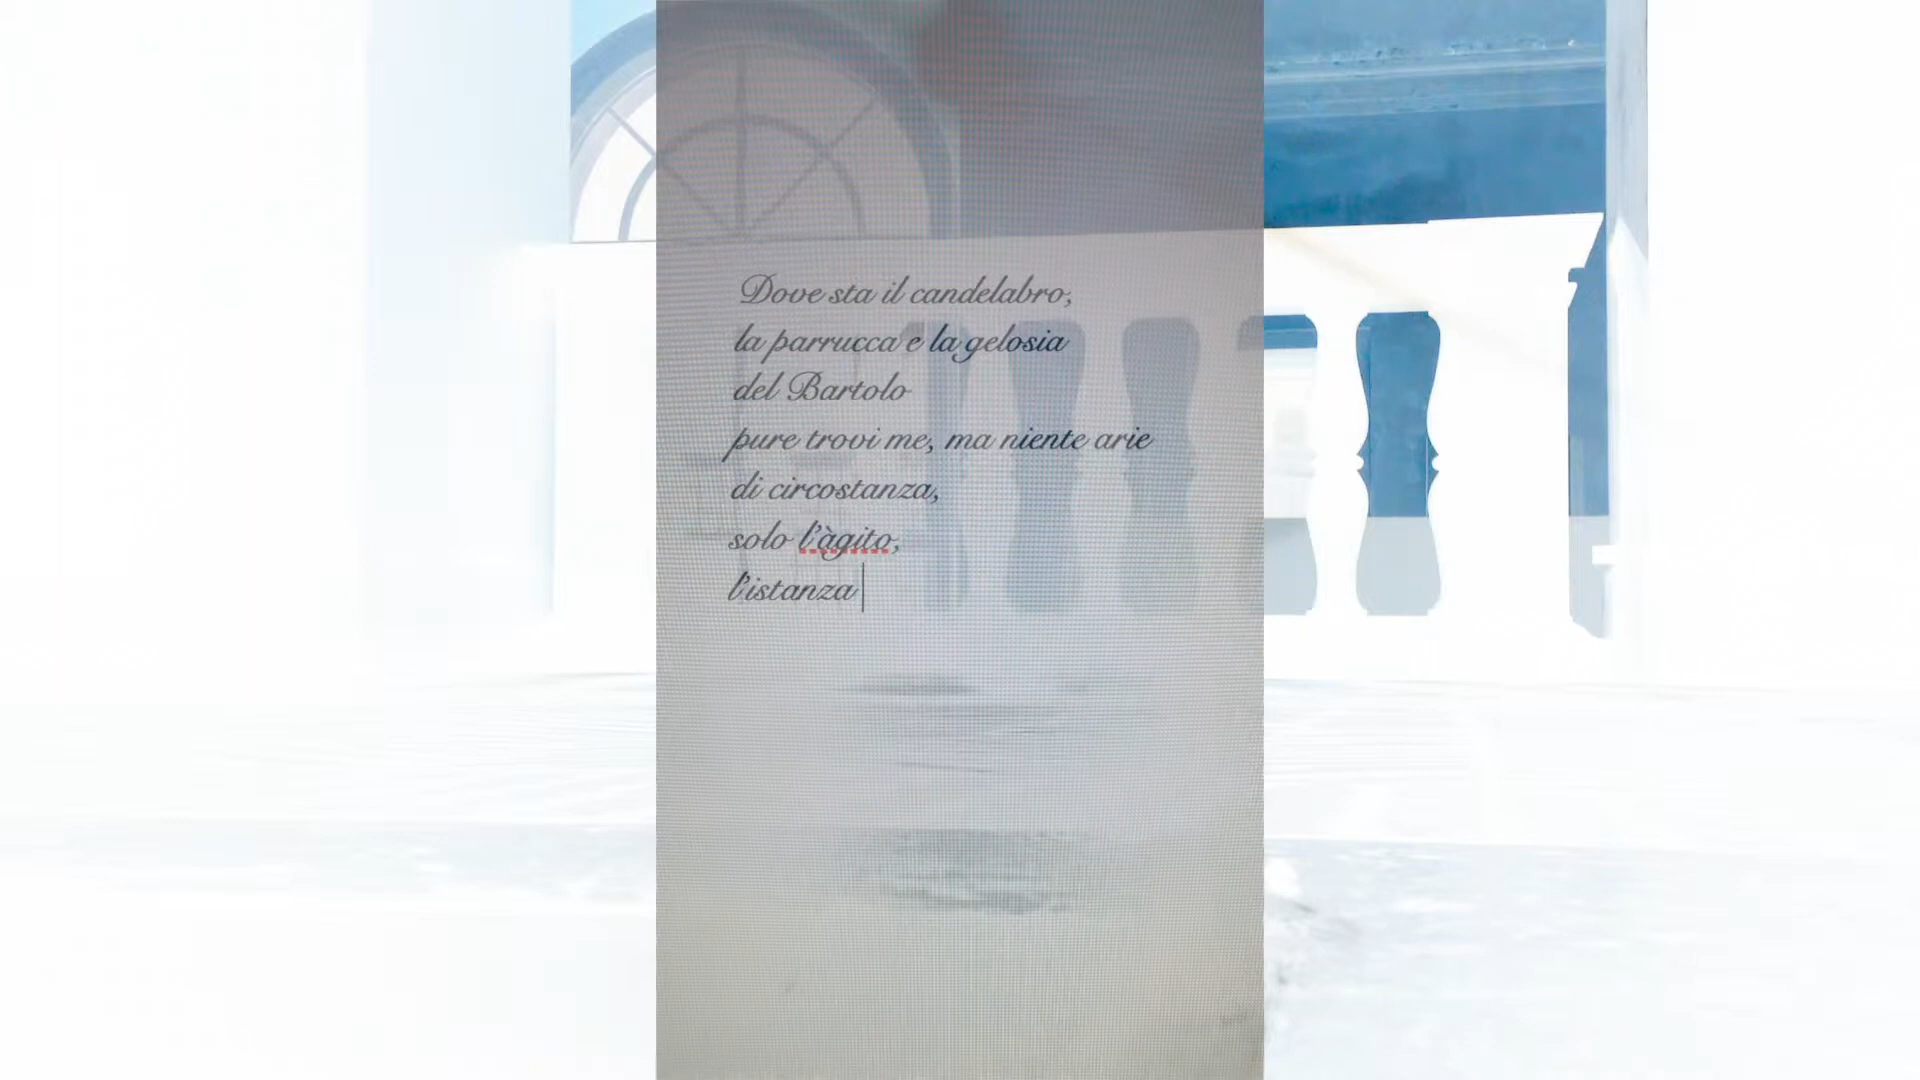 Dove sta il candelabro,
la parrucca e la gelosia
del Bartolo
pure trovi me, ma niente arie
di circostanza,
solo l'àgito,
l'istanza